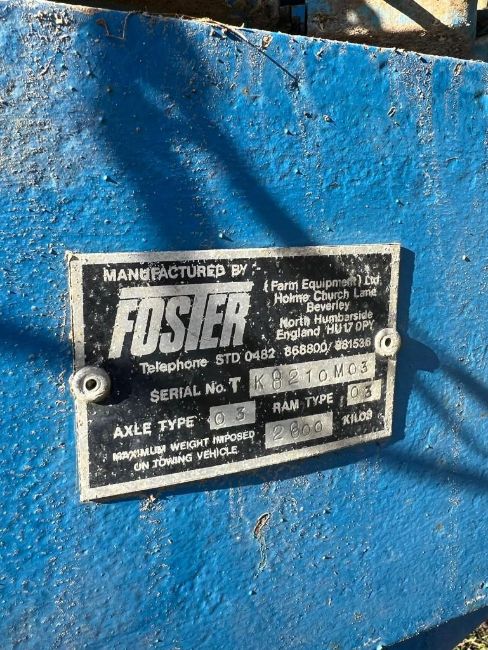 MANUFACTURED BY
FOSTER
(Farm Equipment) Ltd
Holme Church Lane
Beverley
North Humberside
England HU17 0PY
Telephone STD 0482 868800/881536
SERIAL No. T K8210M03
AXLE TYPE 03 RAM TYPE 03
MAXIMUM WEIGHT IMPOSED
ON TOWING VEHICLE 2600 KILOS